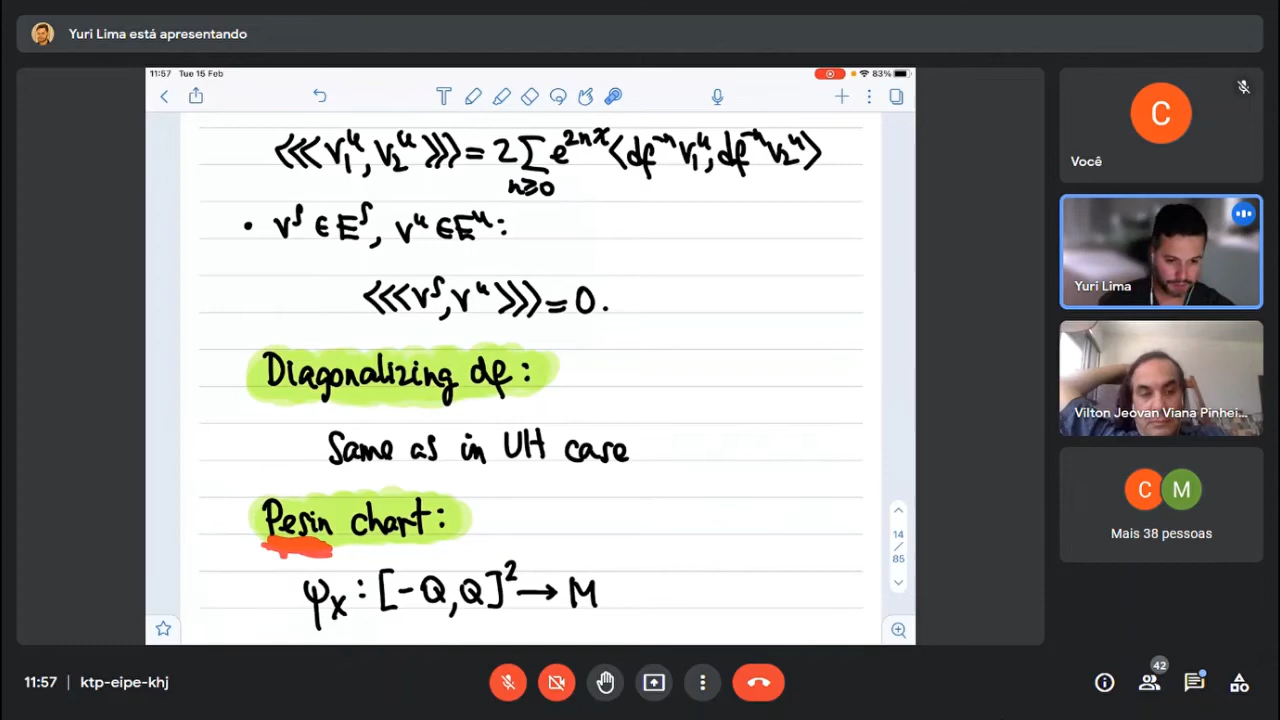 Yuri Lima está apresentando
11:57 Tue 15 Feb
83%
⟨⟨⟨v₁ᵘ, v₂ᵘ⟩⟩⟩ = 2 ∑ₙ≥₀ e²ⁿᵡ ⟨df⁻ⁿv₁ᵘ, df⁻ⁿv₂ᵘ⟩
• vˢ ∈ Eˢ, vᵘ ∈ Eᵘ:
⟨⟨⟨vˢ, vᵘ⟩⟩⟩ = 0.
Diagonalizing df:
Same as in UH case
Pesin chart:
Ψₓ : [-Q, Q]² → M
14
/
85
C
Você
Yuri Lima
Vilton Jeovan Viana Pinhei...
C M
Mais 38 pessoas
11:57 | ktp-eipe-khj
42